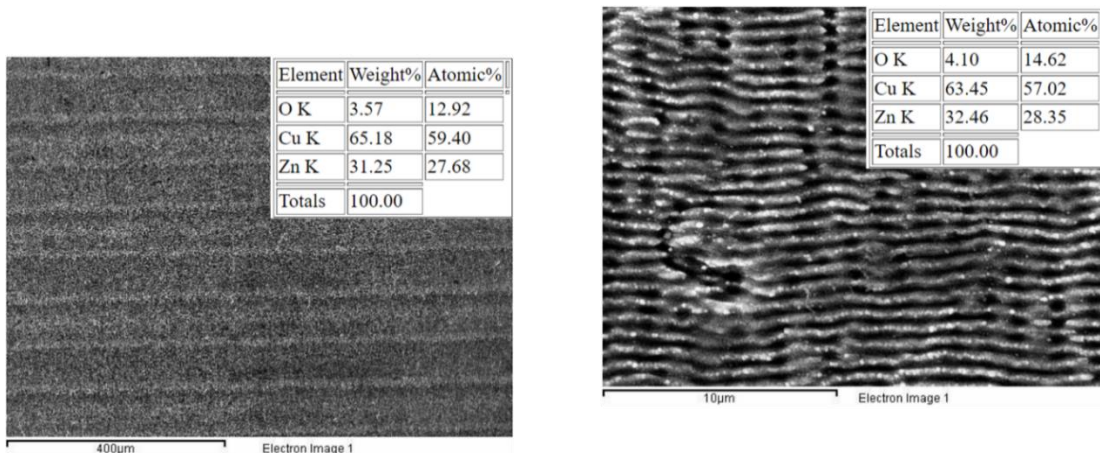 Element Weight% Atomic%
O K 3.57 12.92
Cu K 65.18 59.40
Zn K 31.25 27.68
Totals 100.00
400µm Electron Image 1
Element Weight% Atomic%
O K 4.10 14.62
Cu K 63.45 57.02
Zn K 32.46 28.35
Totals 100.00
10µm Electron Image 1